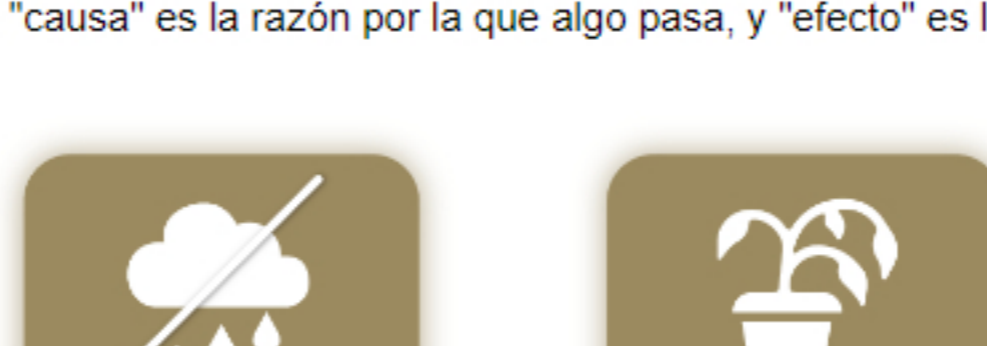 "causa" es la razón por la que algo pasa, y "efecto" es